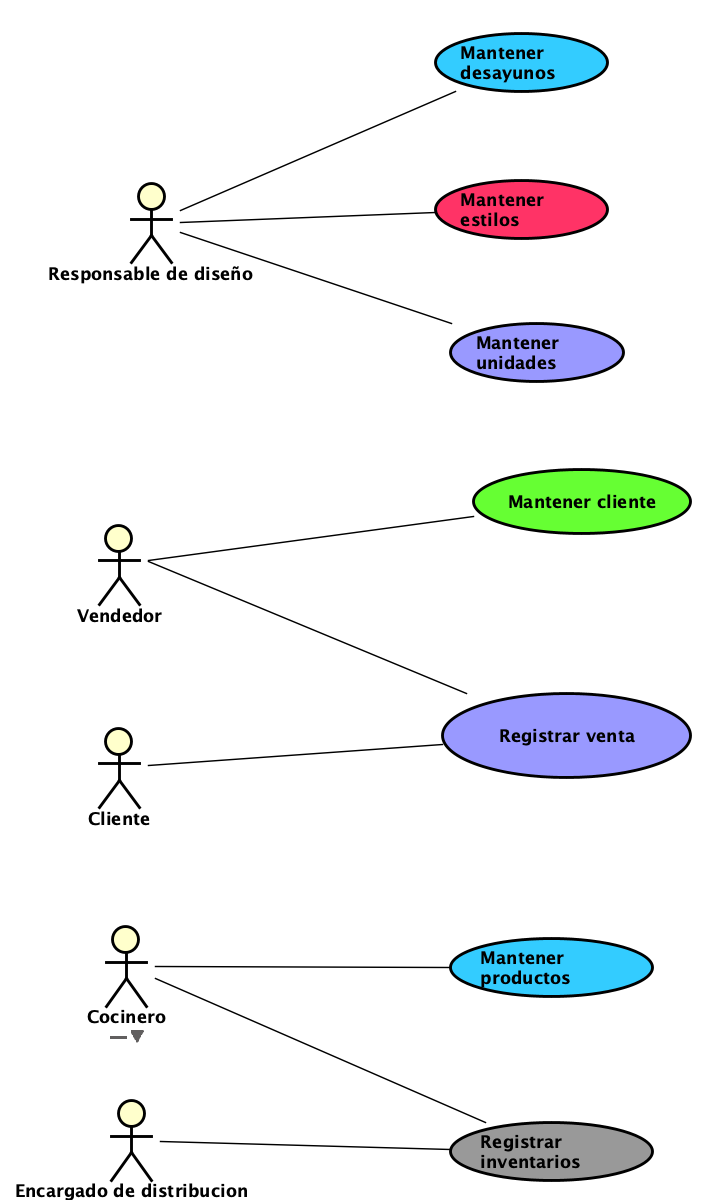 Mantener
desayunos
Mantener
estilos
Responsable de diseño
Mantener
unidades
Mantener cliente
Vendedor
Registrar venta
Cliente
Mantener
productos
Cocinero
Registrar
inventarios
Encargado de distribucion